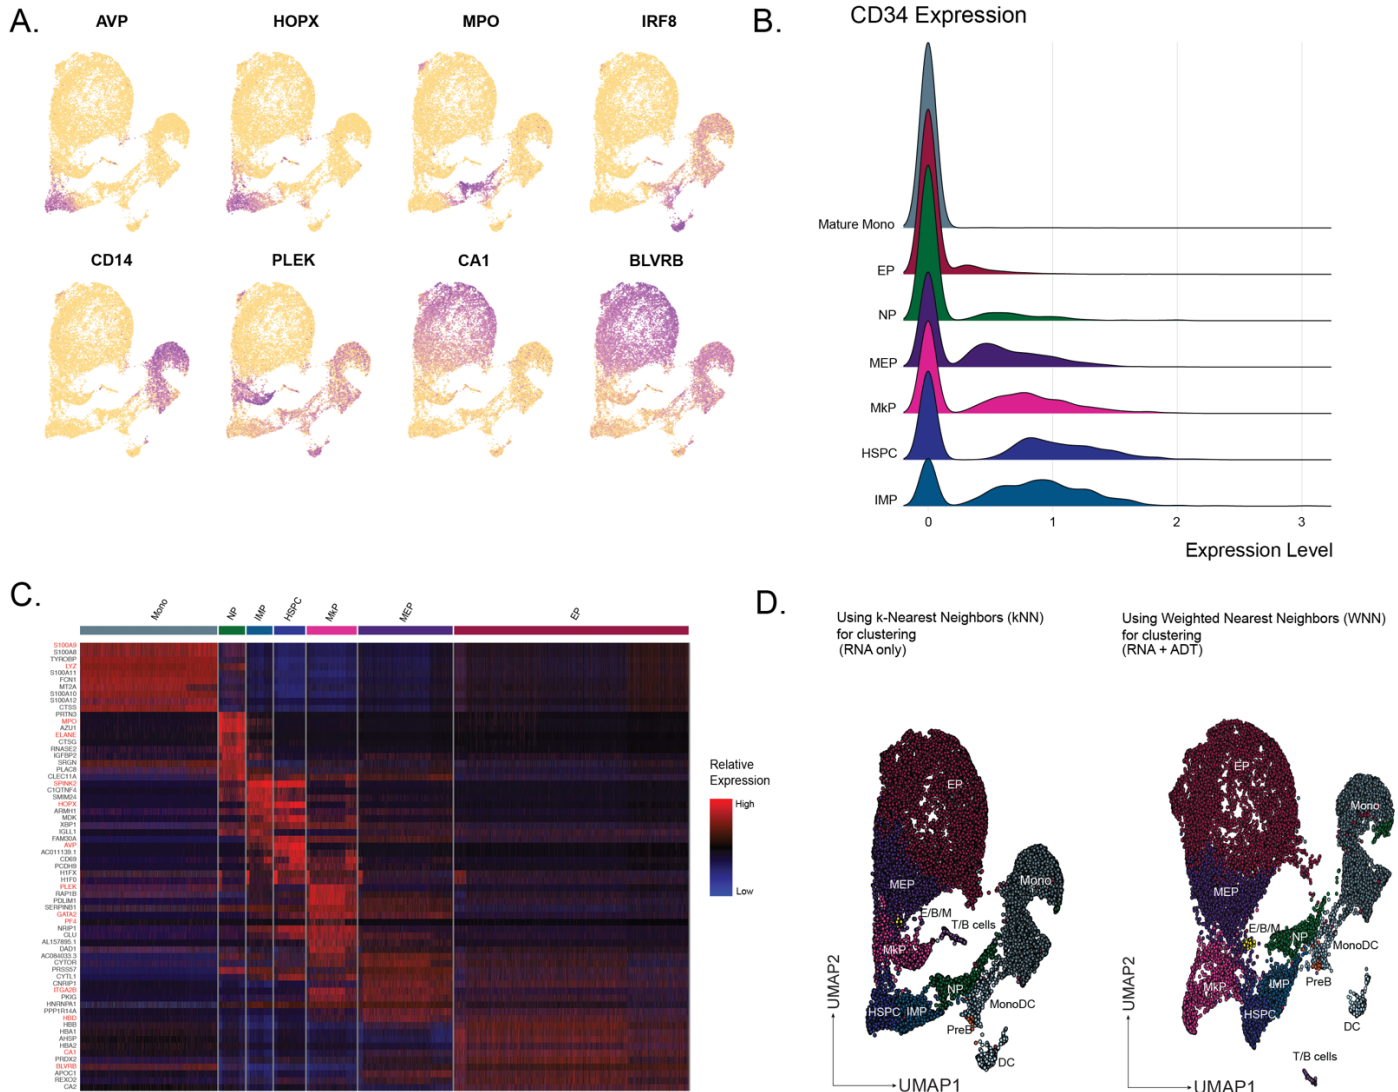 A.
AVP
HOPX
MPO
IRF8
CD14
PLEK
CA1
BLVRB
B.
CD34 Expression
Mature Mono
EP
NP
MEP
MkP
HSPC
IMP
0
1
2
3
Expression Level
C.
Mono
NP
IMP
HSPC
MkP
MEP
EP
S100A9
S100A8
TYROBP
LYZ
S100A11
FCN1
MT2A
S100A10
S100A12
CTSS
PRTN3
MPO
AZU1
ELANE
CTSG
RNASE2
IGFBP2
SRGN
PLAC8
CLEC11A
SPINK2
C1QTNF4
SMIM24
HOPX
ARMH1
MDK
XBP1
IGLL1
FAM30A
AVP
AC011139.1
CD69
PCDH9
H1FX
H1F0
PLEK
RAP1B
PDLIM1
SERPINB1
GATA2
PF4
NRIP1
CLU
AL157895.1
DAD1
AC084033.3
CYTOR
PRSS57
CYTL1
CNRIP1
ITGA2B
PKIG
HNRNPA1
PPP1R14A
HBD
HBB
HBA1
AHSP
HBA2
CA1
PRDX2
BLVRB
APOC1
REXO2
CA2
Relative
Expression
High
Low
D.
Using k-Nearest Neighbors (kNN)
for clustering
(RNA only)
EP
MEP
Mono
E/B/M
T/B cells
MkP
NP
MonoDC
HSPC
IMP
PreB
DC
UMAP2
UMAP1
Using Weighted Nearest Neighbors (WNN)
for clustering
(RNA + ADT)
EP
Mono
MEP
E/B/M
NP
MonoDC
MkP
IMP
PreB
HSPC
DC
T/B cells
UMAP2
UMAP1